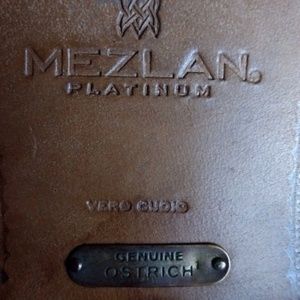 MEZLAN®
PLATINUM
VERO CUOIO
GENUINE
OSTRICH